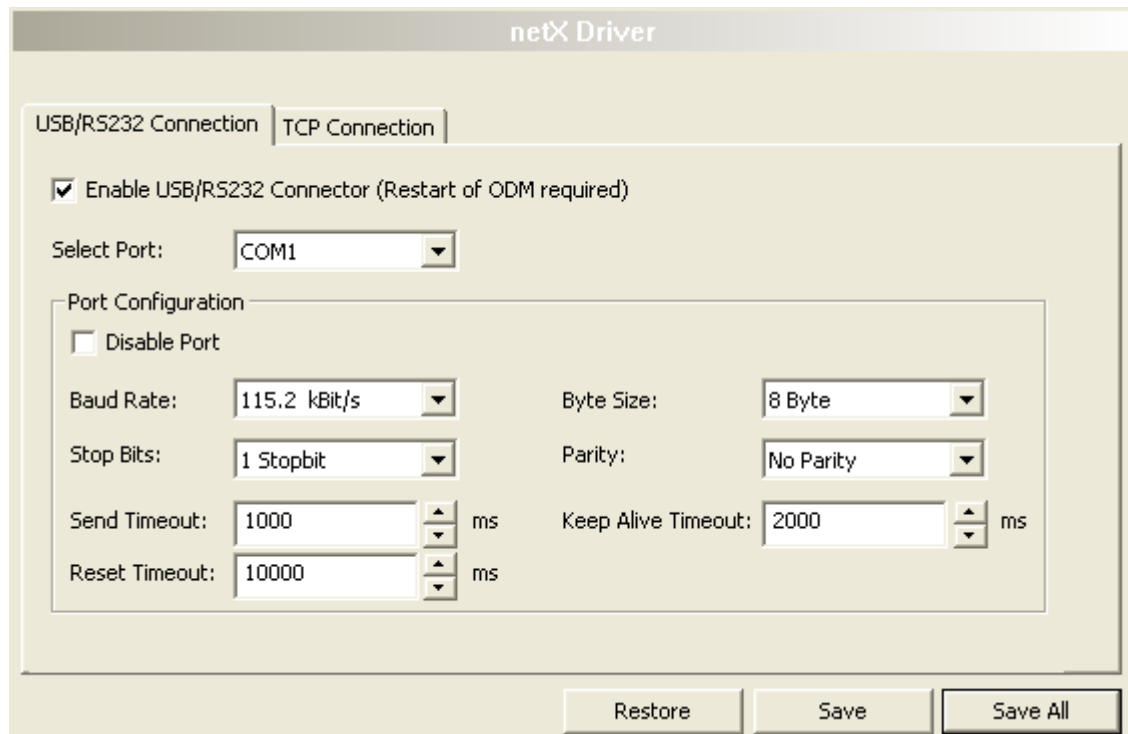 netX Driver
USB/RS232 Connection TCP Connection
Enable USB/RS232 Connector (Restart of ODM required)
Select Port: COM1
Port Configuration
Disable Port
Baud Rate: 115.2 kBit/s Byte Size: 8 Byte
Stop Bits: 1 Stopbit Parity: No Parity
Send Timeout: 1000 ms Keep Alive Timeout: 2000 ms
Reset Timeout: 10000 ms
Restore Save Save All